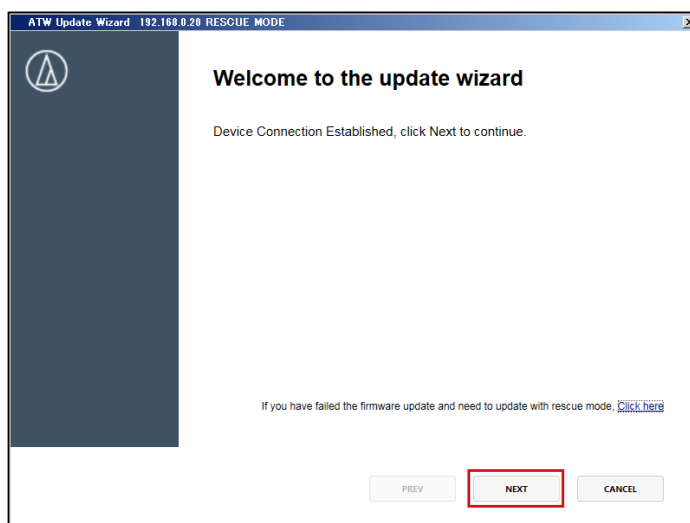 ATW Update Wizard 192.168.0.20 RESCUE MODE
Welcome to the update wizard
Device Connection Established, click Next to continue.
If you have failed the firmware update and need to update with rescue mode, Click here
PREV NEXT CANCEL